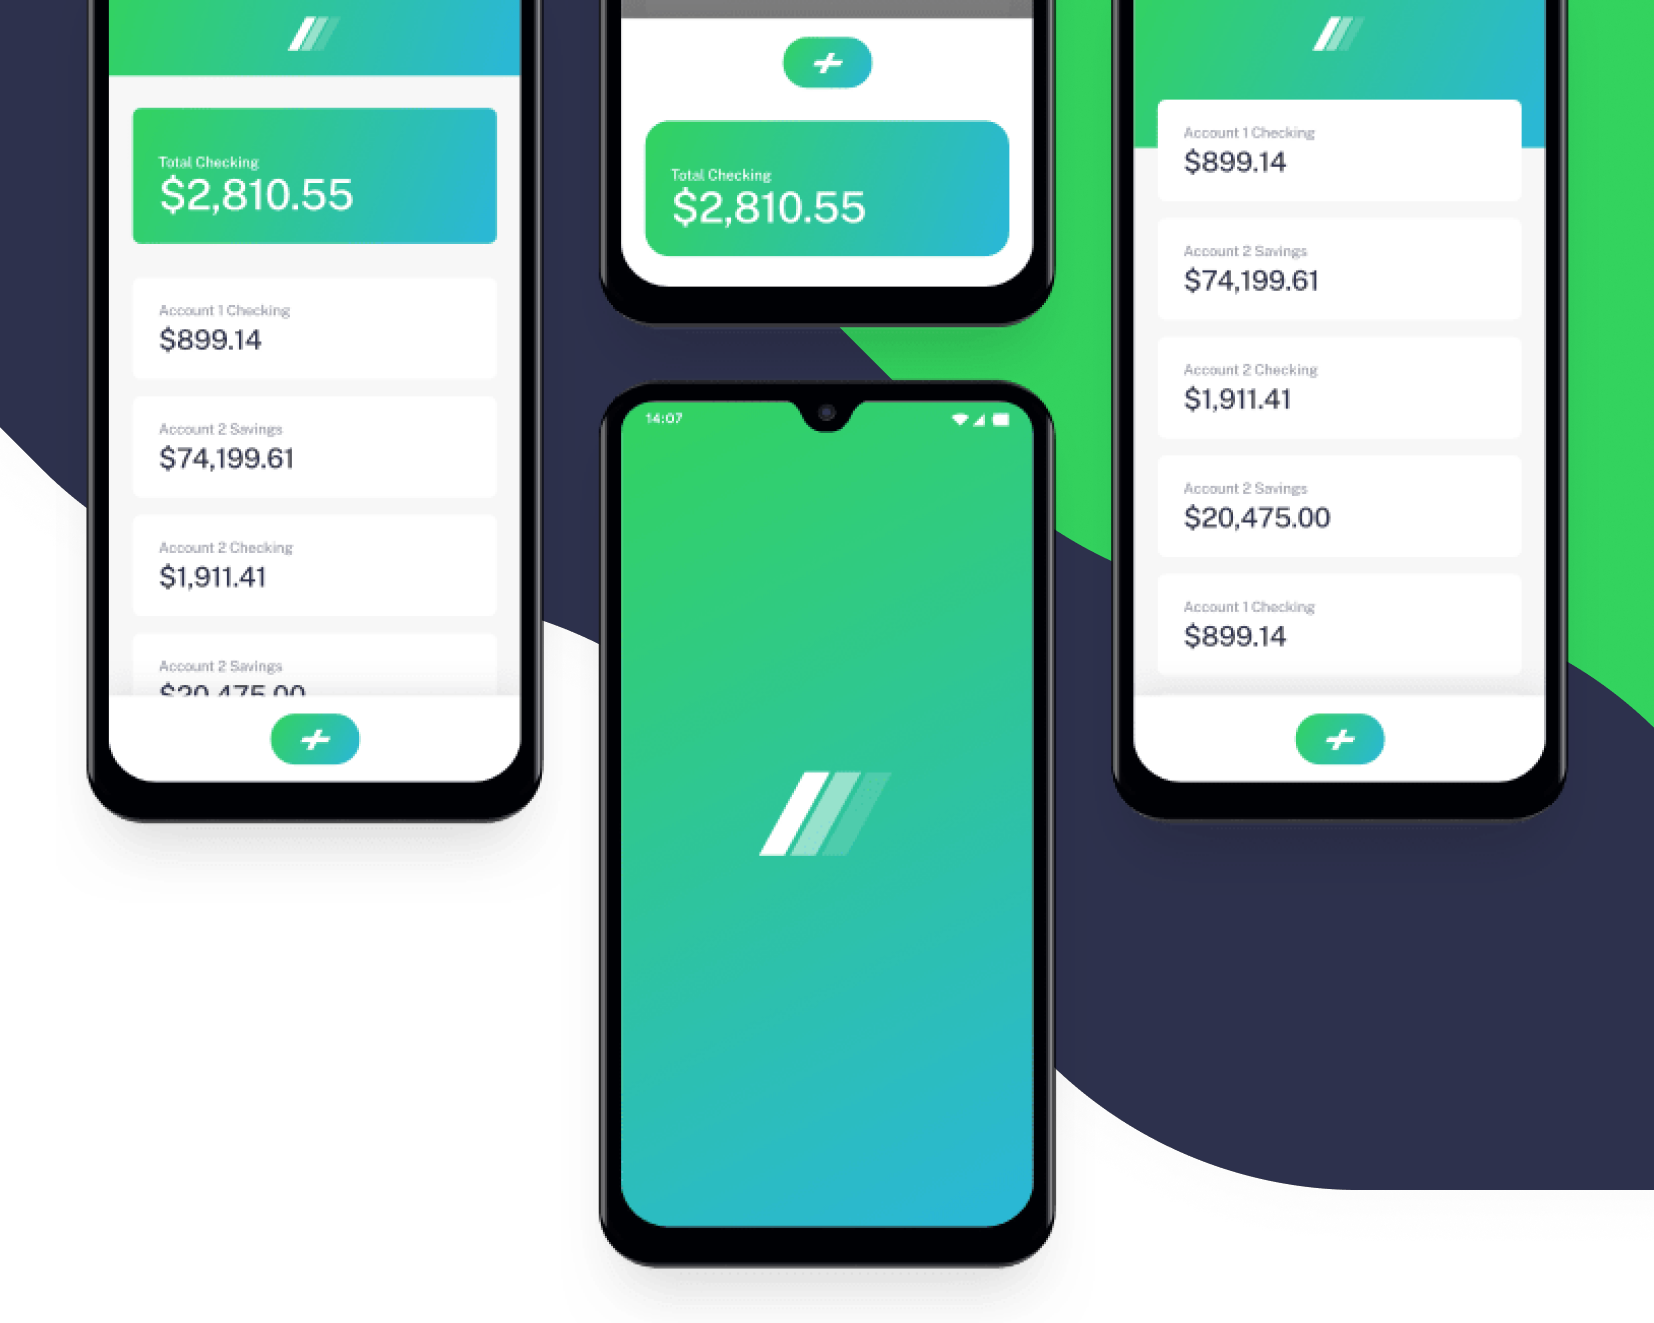 Total Checking
$2,810.55
Account 1 Checking
$899.14
Account 2 Savings
$74,199.61
Account 2 Checking
$1,911.41
Account 2 Savings
$20,475.00
Total Checking
$2,810.55
14:07
Account 1 Checking
$899.14
Account 2 Savings
$74,199.61
Account 2 Checking
$1,911.41
Account 2 Savings
$20,475.00
Account 1 Checking
$899.14